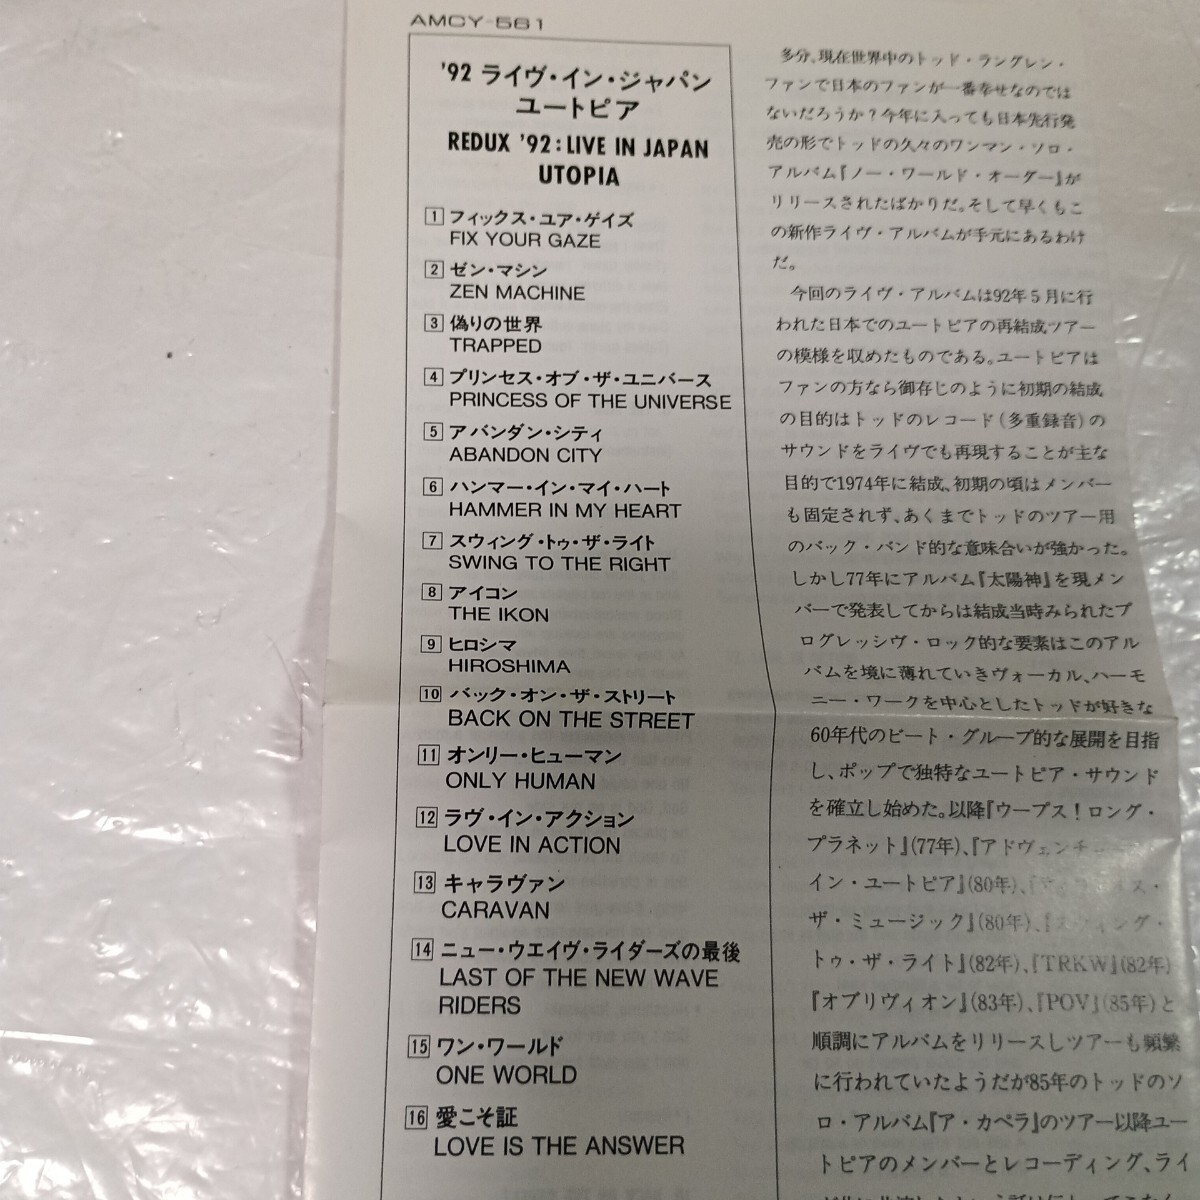 AMCY-561
'92 ライヴ・イン・ジャパン
ユートピア
REDUX '92:LIVE IN JAPAN
UTOPIA
1 フィックス・ユア・ゲイズ
FIX YOUR GAZE
2 ゼン・マシン
ZEN MACHINE
3 偽りの世界
TRAPPED
4 プリンセス・オブ・ザ・ユニバース
PRINCESS OF THE UNIVERSE
5 アバンダン・シティ
ABANDON CITY
6 ハンマー・イン・マイ・ハート
HAMMER IN MY HEART
7 スウィング・トゥ・ザ・ライト
SWING TO THE RIGHT
8 アイコン
THE IKON
9 ヒロシマ
HIROSHIMA
10 バック・オン・ザ・ストリート
BACK ON THE STREET
11 オンリー・ヒューマン
ONLY HUMAN
12 ラヴ・イン・アクション
LOVE IN ACTION
13 キャラヴァン
CARAVAN
14 ニュー・ウエイヴ・ライダーズの最後
LAST OF THE NEW WAVE
RIDERS
15 ワン・ワールド
ONE WORLD
16 愛こそ証
LOVE IS THE ANSWER
多分、現在世界中のトッド・ラングレン・
ファンで日本のファンが一番幸せなのでは
ないだろうか？今年に入っても日本先行発
売の形でトッドの久々のワンマン・ソロ・
アルバム『ノー・ワールド・オーダー』が
リリースされたばかりだ。そして早くもこ
の新作ライヴ・アルバムが手元にあるわけ
だ。
今回のライヴ・アルバムは92年5月に行
われた日本でのユートピアの再結成ツアー
の模様を収めたものである。ユートピアは
ファンの方なら御存じのように初期の結成
の目的はトッドのレコード(多重録音)の
サウンドをライヴでも再現することが主な
目的で1974年に結成、初期の頃はメンバー
も固定されず、あくまでトッドのツアー用
のバック・バンド的な意味合いが強かった。
しかし77年にアルバム『太陽神』を現メン
バーで発表してからは結成当時みられたプ
ログレッシヴ・ロック的な要素はこのアル
バムを境に薄れていきヴォーカル、ハーモ
ニー・ワークを中心としたトッドが好きな
60年代のビート・グループ的な展開を目指
し、ポップで独特なユートピア・サウンド
を確立し始めた。以降『ウープス！ロング・
プラネット』(77年)、『アドヴェンチ
イン・ユートピア』(80年)、『
ザ・ミュージック』(80年)、『スウィング・
トゥ・ザ・ライト』(82年)、『TRKW』(82年)
『オブリヴィオン』(83年)、『POV』(85年)と
順調にアルバムをリリースしツアーも頻繁
に行われていたようだが85年のトッドのソ
ロ・アルバム『ア・カペラ』のツアー以降ユー
トピアのメンバーとレコーディング、ライ